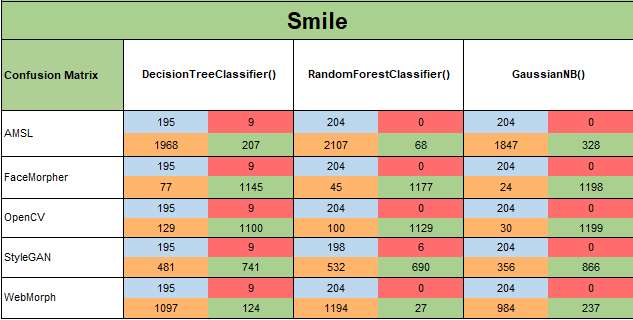 Smile
Confusion Matrix DecisionTreeClassifier() RandomForestClassifier() GaussianNB()
AMSL 195 9 204 0 204 0
1968 207 2107 68 1847 328
FaceMorpher 195 9 204 0 204 0
77 1145 45 1177 24 1198
OpenCV 195 9 204 0 204 0
129 1100 100 1129 30 1199
StyleGAN 195 9 198 6 204 0
481 741 532 690 356 866
WebMorph 195 9 204 0 204 0
1097 124 1194 27 984 237